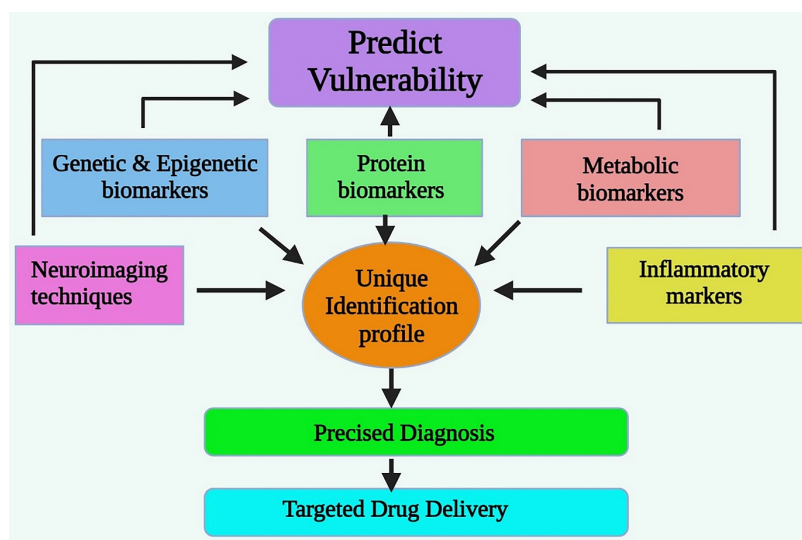 Predict
Vulnerability
Genetic & Epigenetic
biomarkers
Protein
biomarkers
Metabolic
biomarkers
Neuroimaging
techniques
Unique
Identification
profile
Inflammatory
markers
Precised Diagnosis
Targeted Drug Delivery